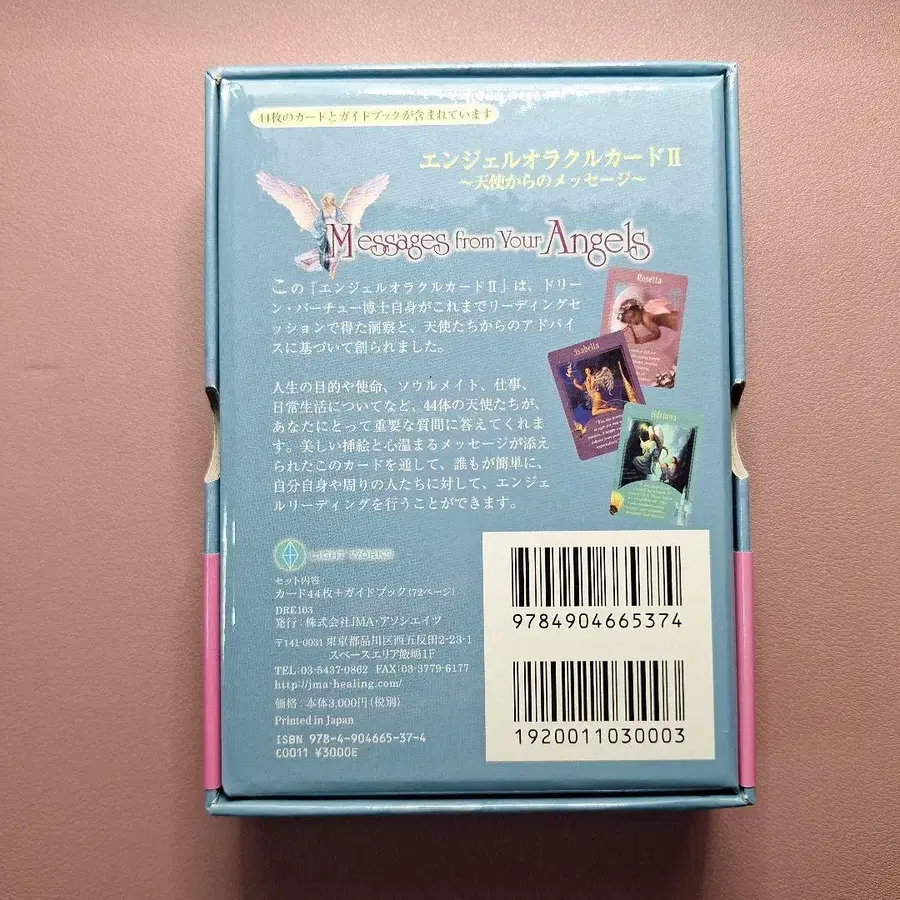 44枚のカードとガイドブックが含まれています
エンジェルオラクルカードⅡ
〜天使からのメッセージ〜
Messages from Your Angels
この「エンジェルオラクルカードⅡ」は、ドリー
ン・バーチュー博士自身がこれまでリーディングセ
ッションで得た洞察と、天使たちからのアドバイ
スに基づいて創られました。
人生の目的や使命、ソウルメイト、仕事、
日常生活についてなど、44体の天使たちが、
あなたにとって重要な質問に答えてくれま
す。美しい挿絵と心温まるメッセージが添え
られたこのカードを通して、誰もが簡単に、
自分自身や周りの人たちに対して、エンジェ
ルリーディングを行うことができます。
Rosetta
Isabella
Adriana
LIGHT WORKS
セット内容
カード44枚+ガイドブック(72ページ)
DRE103
発行:株式会社JMA・アソシエイツ
〒141-0031 東京都品川区西五反田2-23-1
スペースエリア飯嶋1F
TEL:03-5437-0862 FAX:03-3779-6177
http://jma-healing.com/
価格:本体3,000円(税別)
Printed in Japan
ISBN 978-4-904665-37-4
C0011 ¥3000E
9784904665374
1920011030003